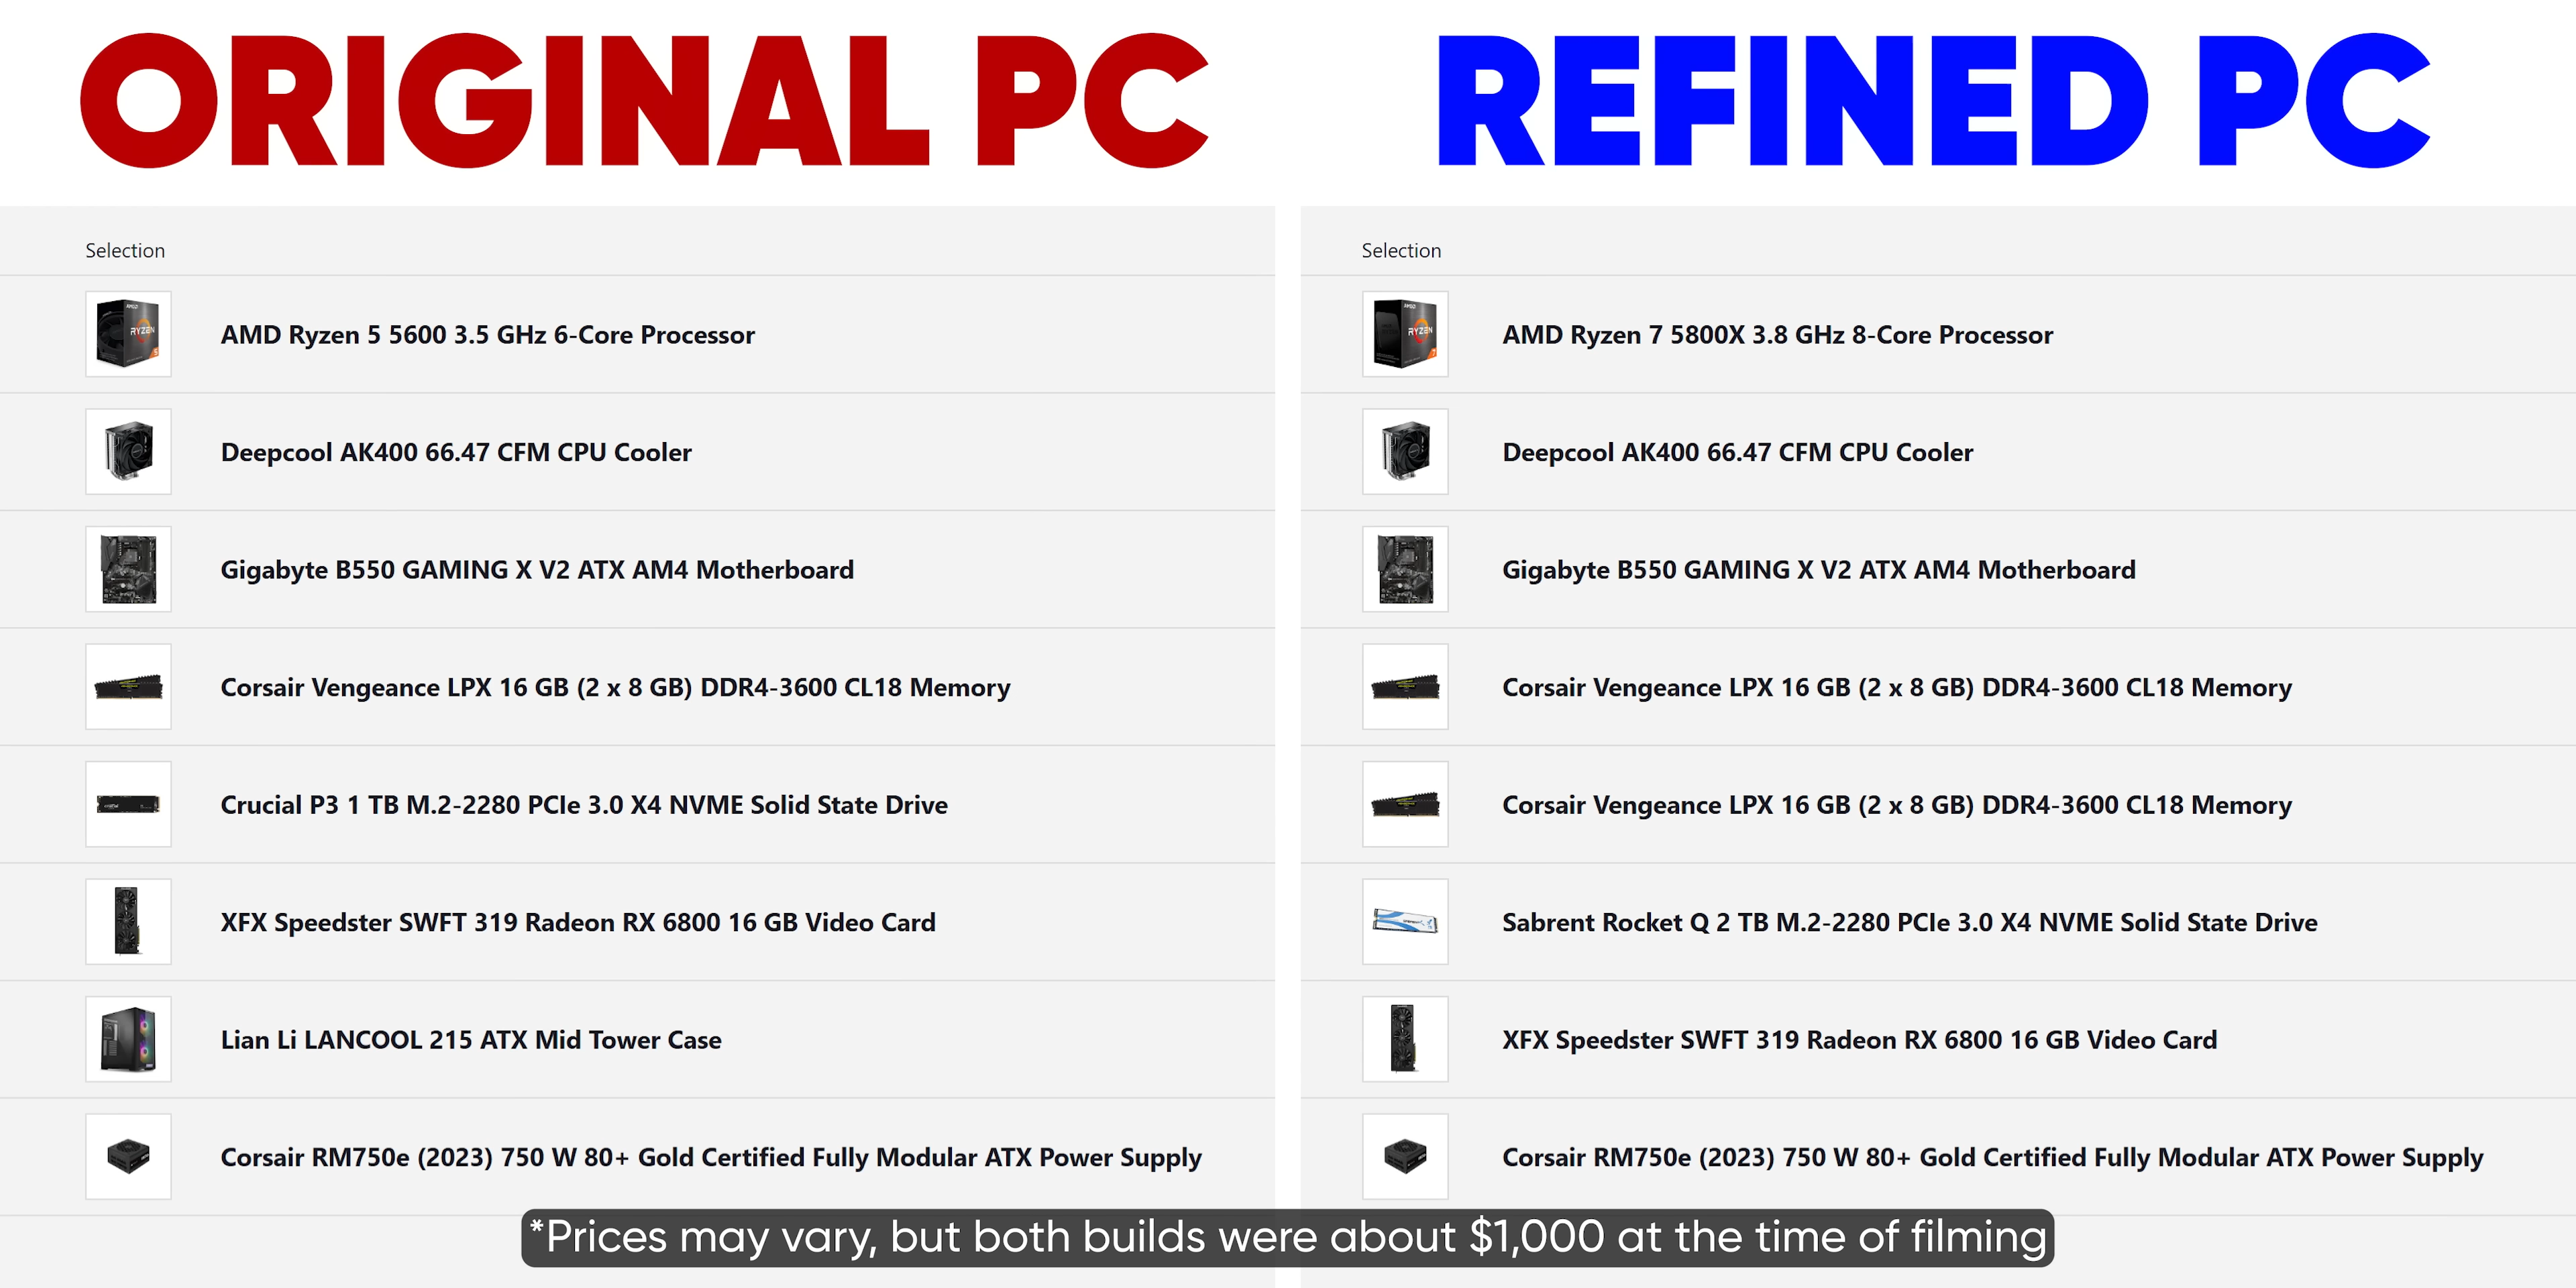 ORIGINAL PC
REFINED PC
Selection
AMD Ryzen 5 5600 3.5 GHz 6-Core Processor
Deepcool AK400 66.47 CFM CPU Cooler
Gigabyte B550 GAMING X V2 ATX AM4 Motherboard
Corsair Vengeance LPX 16 GB (2 x 8 GB) DDR4-3600 CL18 Memory
Crucial P3 1 TB M.2-2280 PCIe 3.0 X4 NVME Solid State Drive
XFX Speedster SWFT 319 Radeon RX 6800 16 GB Video Card
Lian Li LANCOOL 215 ATX Mid Tower Case
Corsair RM750e (2023) 750 W 80+ Gold Certified Fully Modular ATX Power Supply
Selection
AMD Ryzen 7 5800X 3.8 GHz 8-Core Processor
Deepcool AK400 66.47 CFM CPU Cooler
Gigabyte B550 GAMING X V2 ATX AM4 Motherboard
Corsair Vengeance LPX 16 GB (2 x 8 GB) DDR4-3600 CL18 Memory
Corsair Vengeance LPX 16 GB (2 x 8 GB) DDR4-3600 CL18 Memory
Sabrent Rocket Q 2 TB M.2-2280 PCIe 3.0 X4 NVME Solid State Drive
XFX Speedster SWFT 319 Radeon RX 6800 16 GB Video Card
Corsair RM750e (2023) 750 W 80+ Gold Certified Fully Modular ATX Power Supply
*Prices may vary, but both builds were about $1,000 at the time of filming
RYZEN
RYZEN